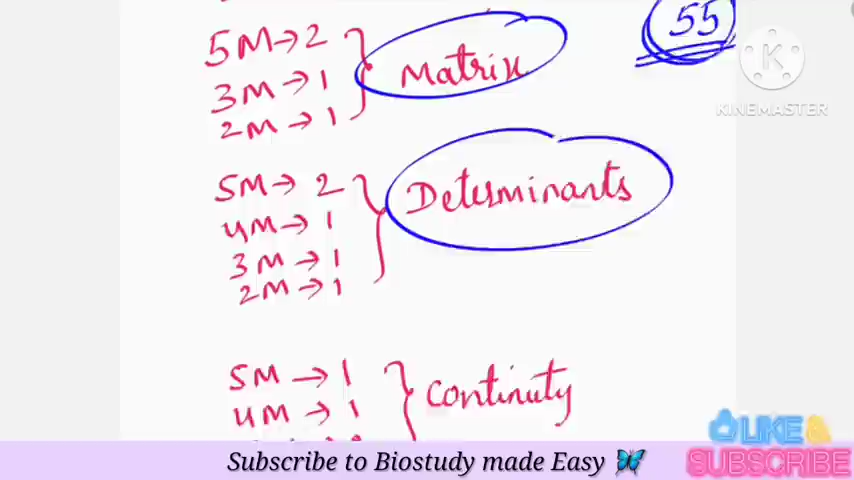 55
5M→2
3M→1
2M→1
Matrix
KINEMASTER
5M→2
4M→1
3M→1
2M→1
Determinants
5M→1
4M→1
Continuty
LIKE
SUBSCRIBE
Subscribe to Biostudy made Easy 🦋